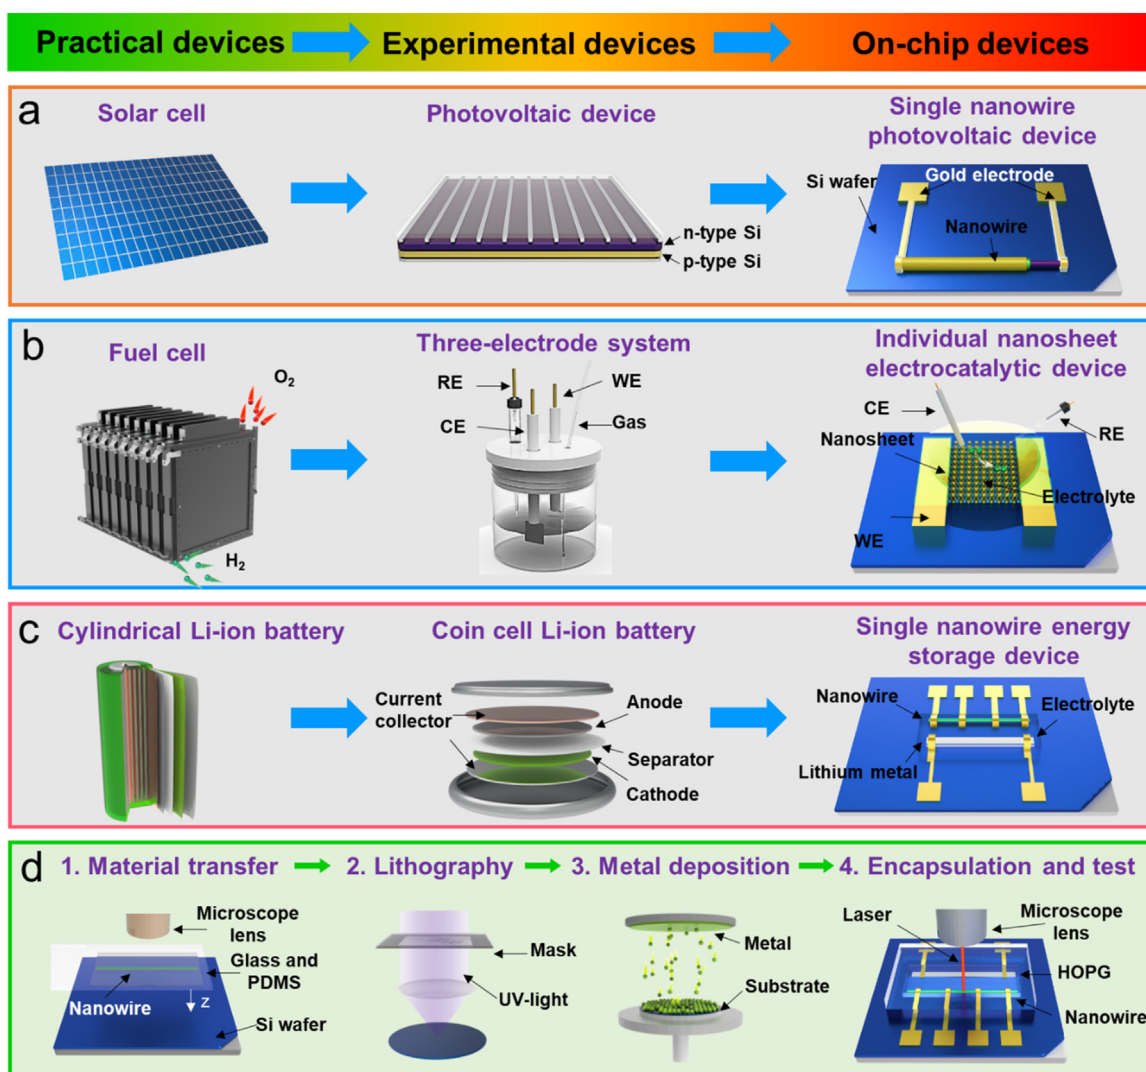 Practical devices
Experimental devices
On-chip devices
a
Solar cell
Photovoltaic device
Single nanowire
photovoltaic device
n-type Si
p-type Si
Si wafer
Gold electrode
Nanowire
b
Fuel cell
O2
H2
Three-electrode system
RE
WE
CE
Gas
Individual nanosheet
electrocatalytic device
CE
RE
Nanosheet
Electrolyte
WE
c
Cylindrical Li-ion battery
Coin cell Li-ion battery
Current
collector
Anode
Separator
Cathode
Single nanowire energy
storage device
Nanowire
Electrolyte
Lithium metal
d
1. Material transfer
2. Lithography
3. Metal deposition
4. Encapsulation and test
Microscope
lens
Glass and
PDMS
Nanowire
Z
Si wafer
Mask
UV-light
Metal
Substrate
Laser
Microscope
lens
HOPG
Nanowire